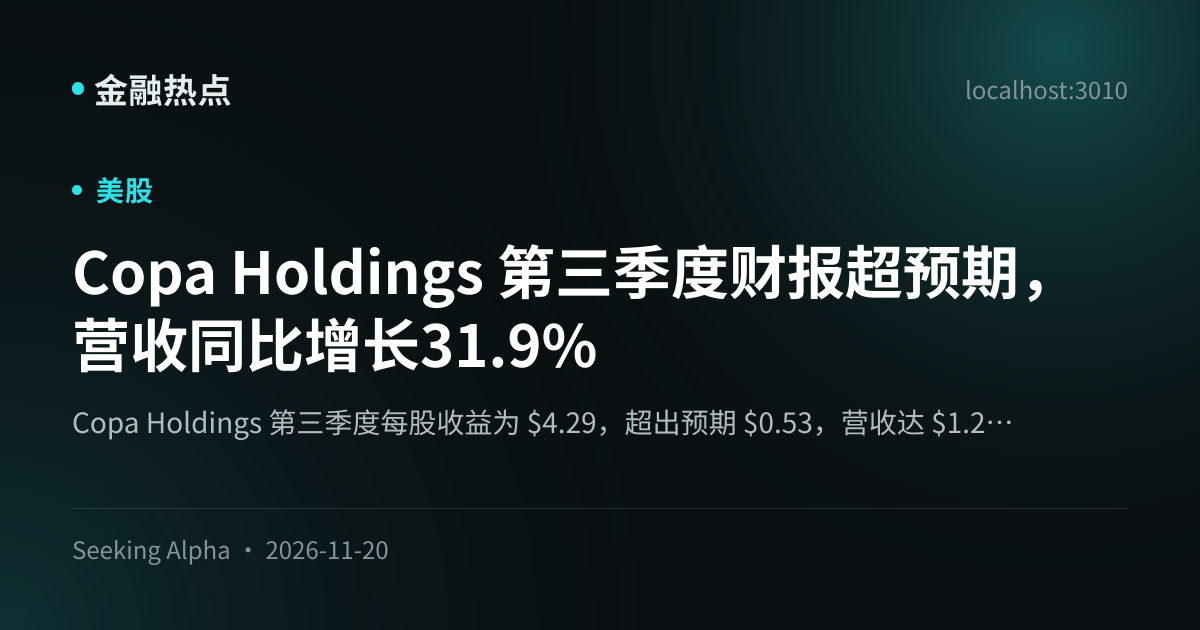 金融热点
localhost:3010
美股
Copa Holdings 第三季度财报超预期，
营收同比增长31.9%
Copa Holdings 第三季度每股收益为 $4.29，超出预期 $0.53，营收达 $1.2…
Seeking Alpha · 2026-11-20